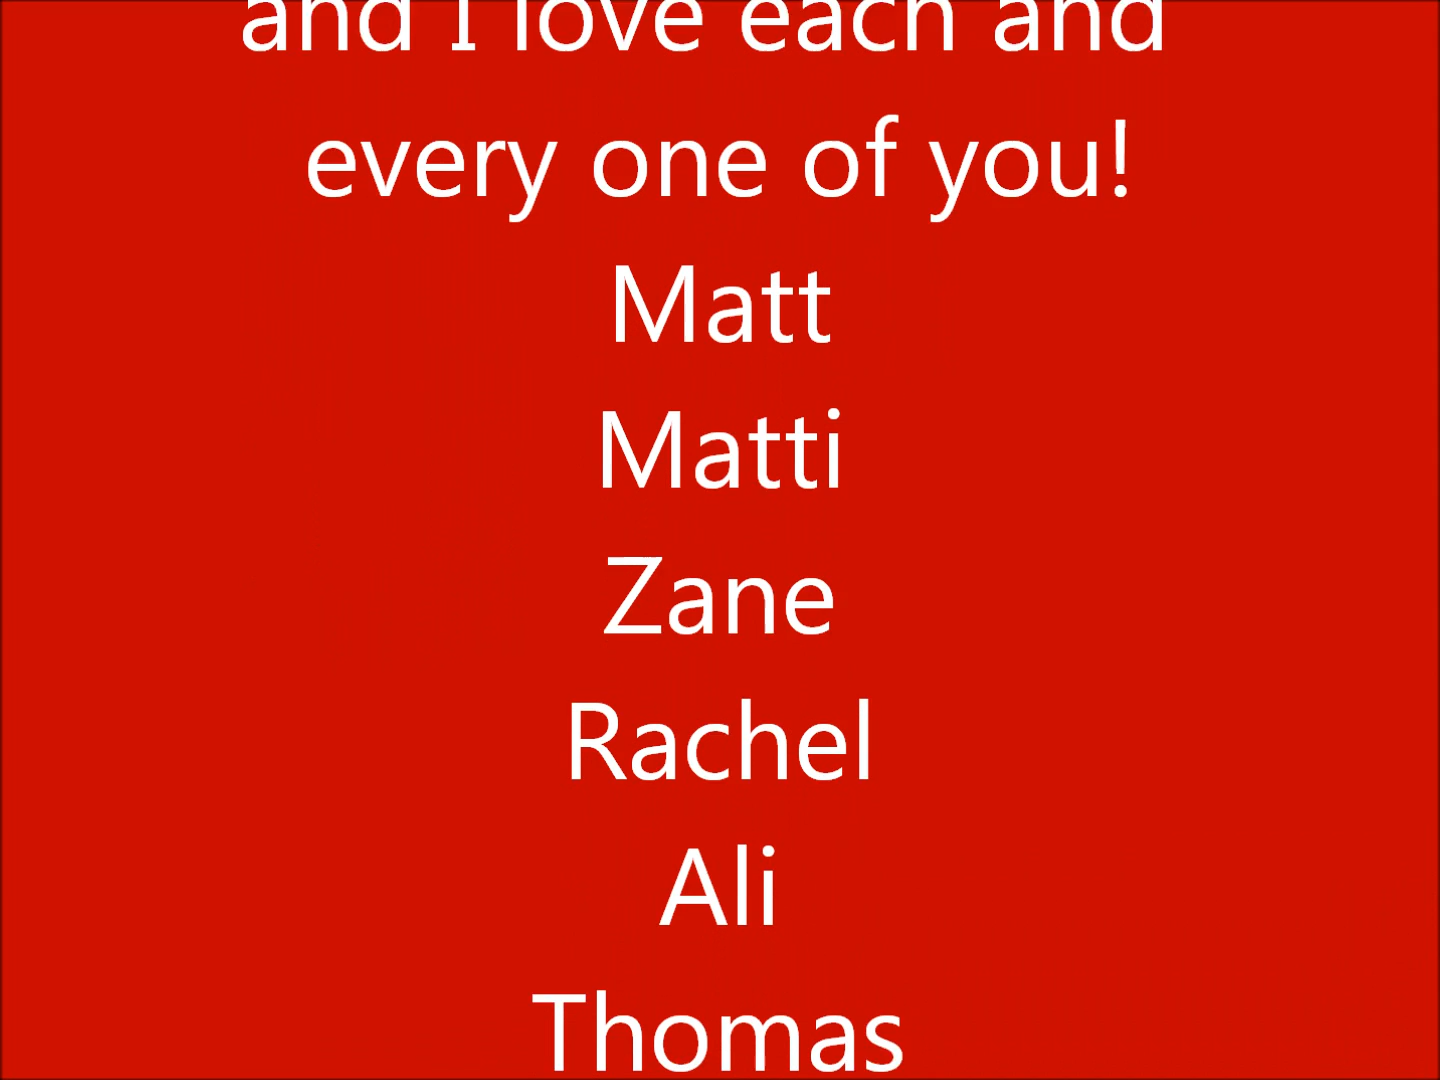 and I love each and
every one of you!
Matt
Matti
Zane
Rachel
Ali
Thomas